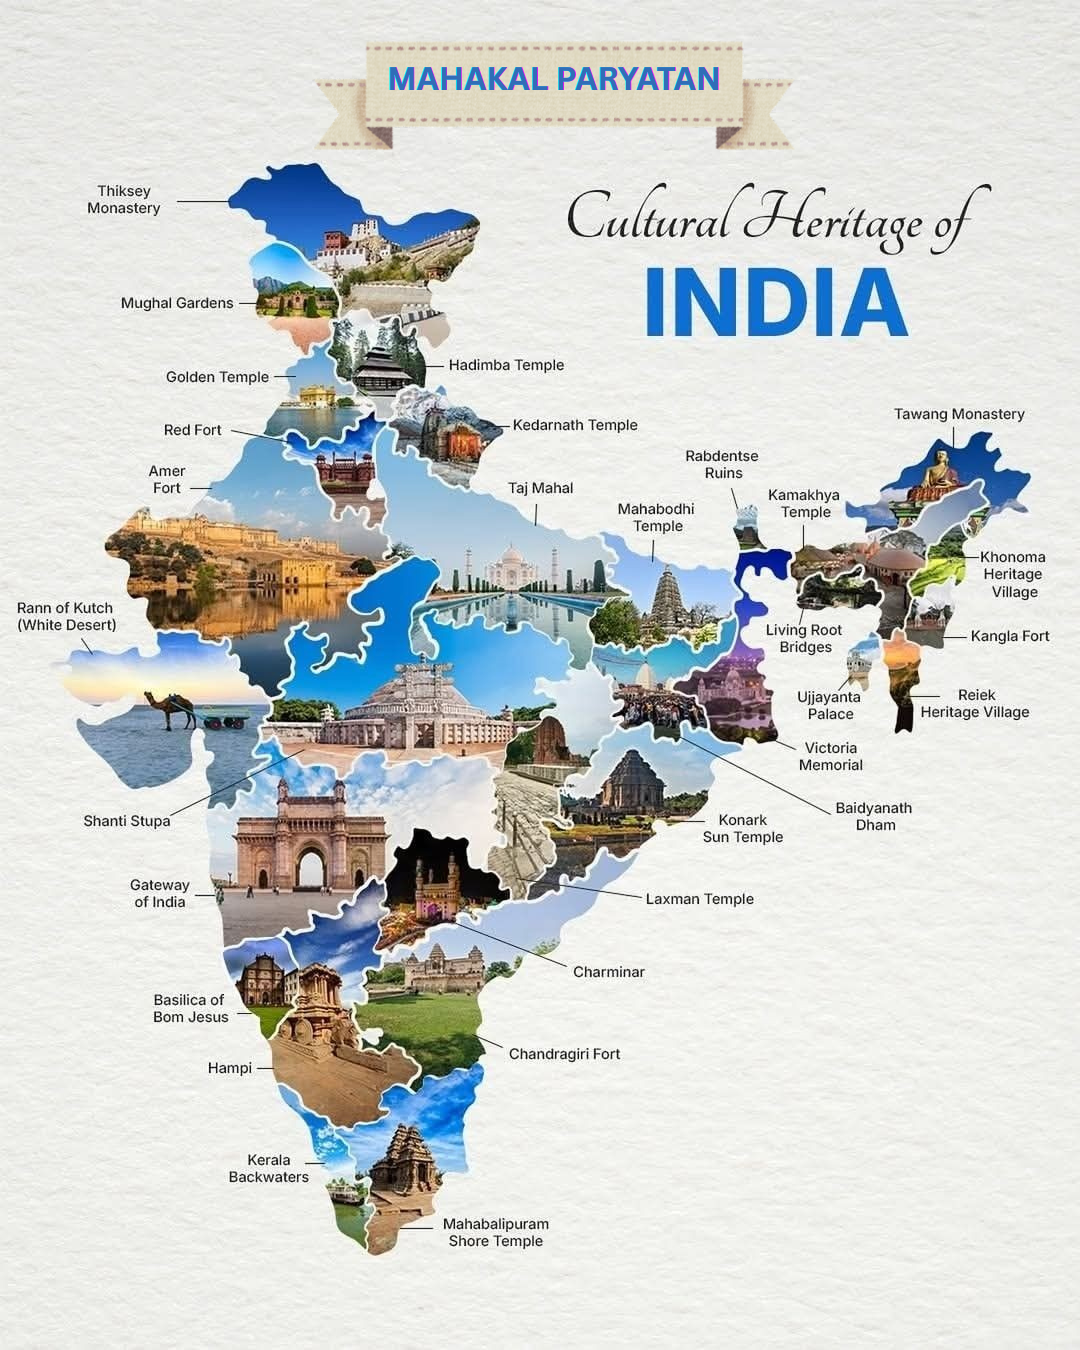 MAHAKAL PARYATAN
Cultural Heritage of
INDIA
Thiksey
Monastery
Mughal Gardens
Hadimba Temple
Golden Temple
Kedarnath Temple
Red Fort
Tawang Monastery
Amer
Fort
Taj Mahal
Rabdentse
Ruins
Mahabodhi
Temple
Kamakhya
Temple
Khonoma
Heritage
Village
Rann of Kutch
(White Desert)
Living Root
Bridges
Kangla Fort
Ujjayanta
Palace
Reiek
Heritage Village
Victoria
Memorial
Shanti Stupa
Baidyanath
Dham
Konark
Sun Temple
Gateway
of India
Laxman Temple
Charminar
Basilica of
Bom Jesus
Chandragiri Fort
Hampi
Kerala
Backwaters
Mahabalipuram
Shore Temple